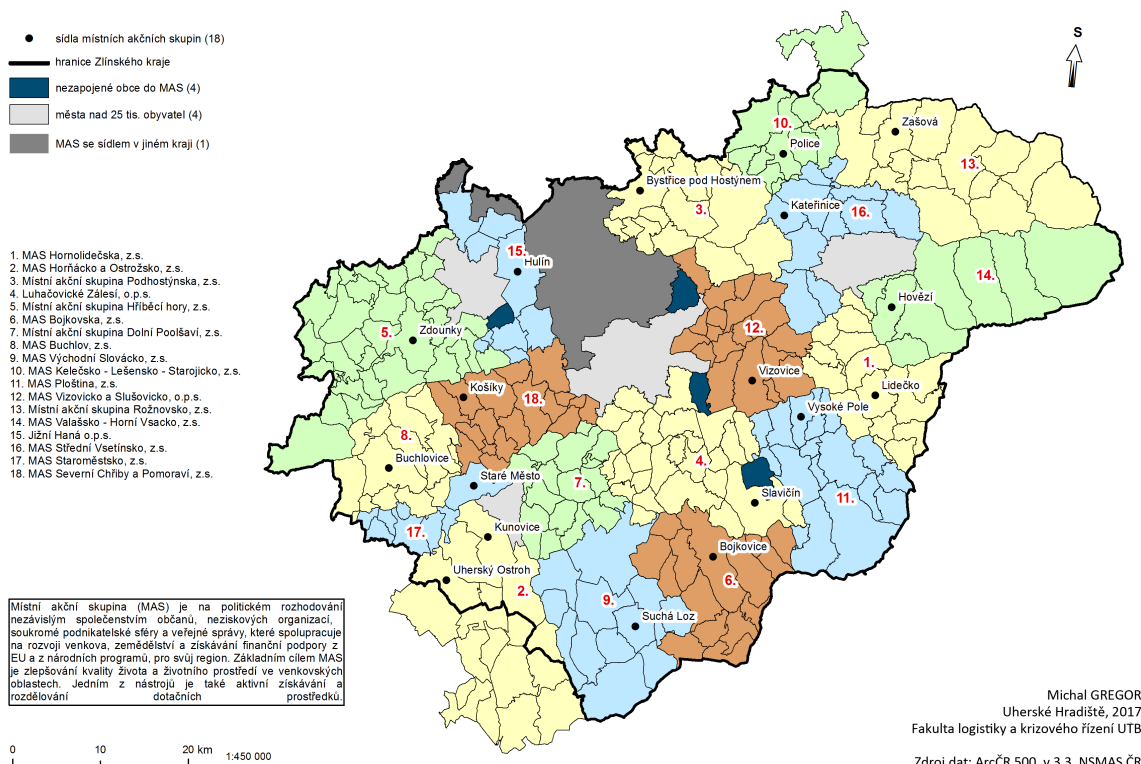 sídla místních akčních skupin (18)
hranice Zlínského kraje
nezapojené obce do MAS (4)
města nad 25 tis. obyvatel (4)
MAS se sídlem v jiném kraji (1)
S
10.
Police
Zašová
13.
Bystřice pod Hostýnem
3.
Kateřinice
16.
15.
Hulín
14.
Hovězí
1. MAS Hornolidečska, z.s.
2. MAS Horňácko a Ostrožsko, z.s.
3. Místní akční skupina Podhostýnska, z.s.
4. Luhačovické Zálesí, o.p.s.
5. Místní akční skupina Hříběcí hory, z.s.
6. MAS Bojkovska, z.s.
7. Místní akční skupina Dolní Poolšaví, z.s.
8. MAS Buchlov, z.s.
9. MAS Východní Slovácko, z.s.
10. MAS Kelečsko - Lešensko - Starojicko, z.s.
11. MAS Ploština, z.s.
12. MAS Vizovicko a Slušovicko, o.p.s.
13. Místní akční skupina Rožnovsko, z.s.
14. MAS Valašsko - Horní Vsacko, z.s.
15. Jižní Haná o.p.s.
16. MAS Střední Vsetínsko, z.s.
17. MAS Staroměstsko, z.s.
18. MAS Severní Chřiby a Pomoraví, z.s.
5.
Zdounky
12.
Vizovice
1.
Lidečko
Košíky
18.
Vysoké Pole
8.
Buchlovice
Staré Město
7.
4.
Slavičín
11.
17.
Kunovice
Bojkovice
6.
Uherský Ostroh
2.
9.
Suchá Loz
Místní akční skupina (MAS) je na politickém rozhodování
nezávislým společenstvím občanů, neziskových organizací,
soukromé podnikatelské sféry a veřejné správy, které spolupracuje
na rozvoji venkova, zemědělství a získávání finanční podpory z
EU a z národních programů, pro svůj region. Základním cílem MAS
je zlepšování kvality života a životního prostředí ve venkovských
oblastech. Jedním z nástrojů je také aktivní získávání a
rozdělování dotačních prostředků.
0 10 20 km
1:450 000
Michal GREGOR
Uherské Hradiště, 2017
Fakulta logistiky a krizového řízení UTB
Zdroj dat: ArcČR 500, v 3.3, NSMAS ČR